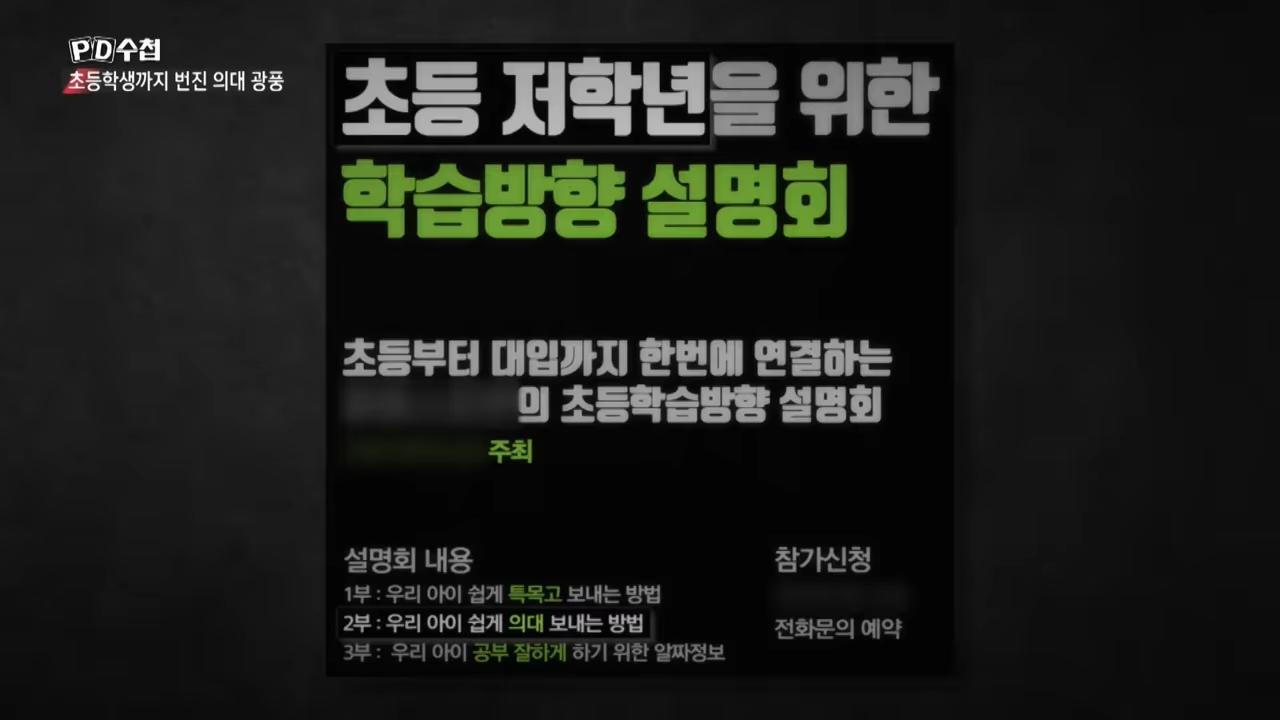 PD수첩
초등학생까지 번진 의대 광풍
초등 저학년을 위한
학습방향 설명회
초등부터 대입까지 한번에 연결하는
의 초등학습방향 설명회
주최
설명회 내용
1부 : 우리 아이 쉽게 특목고 보내는 방법
2부 : 우리 아이 쉽게 의대 보내는 방법
3부 : 우리 아이 공부 잘하게 하기 위한 알짜정보
참가신청
전화문의 예약